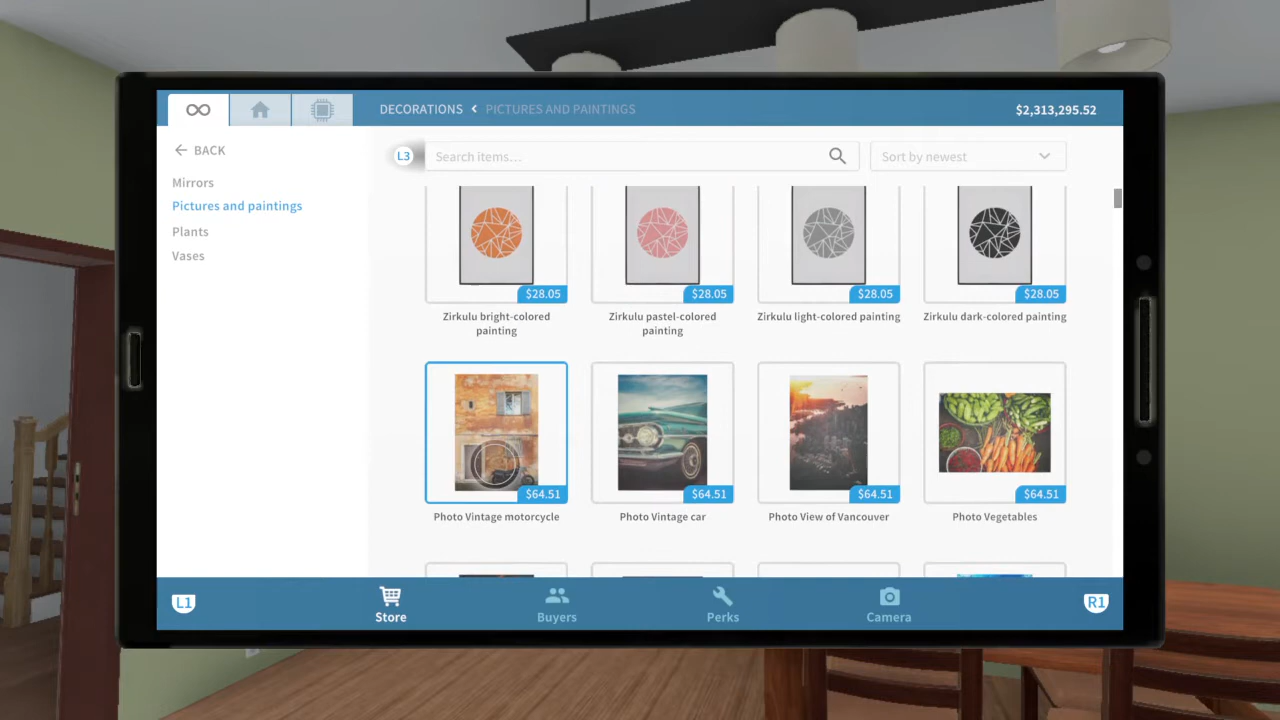 DECORATIONS < PICTURES AND PAINTINGS
$2,313,295.52
BACK
L3
Search items...
Sort by newest
Mirrors
Pictures and paintings
Plants
Vases
$28.05
$28.05
$28.05
$28.05
Zirkulu bright-colored
painting
Zirkulu pastel-colored
painting
Zirkulu light-colored painting
Zirkulu dark-colored painting
$64.51
$64.51
$64.51
$64.51
Photo Vintage motorcycle
Photo Vintage car
Photo View of Vancouver
Photo Vegetables
L1
Store
Buyers
Perks
Camera
R1